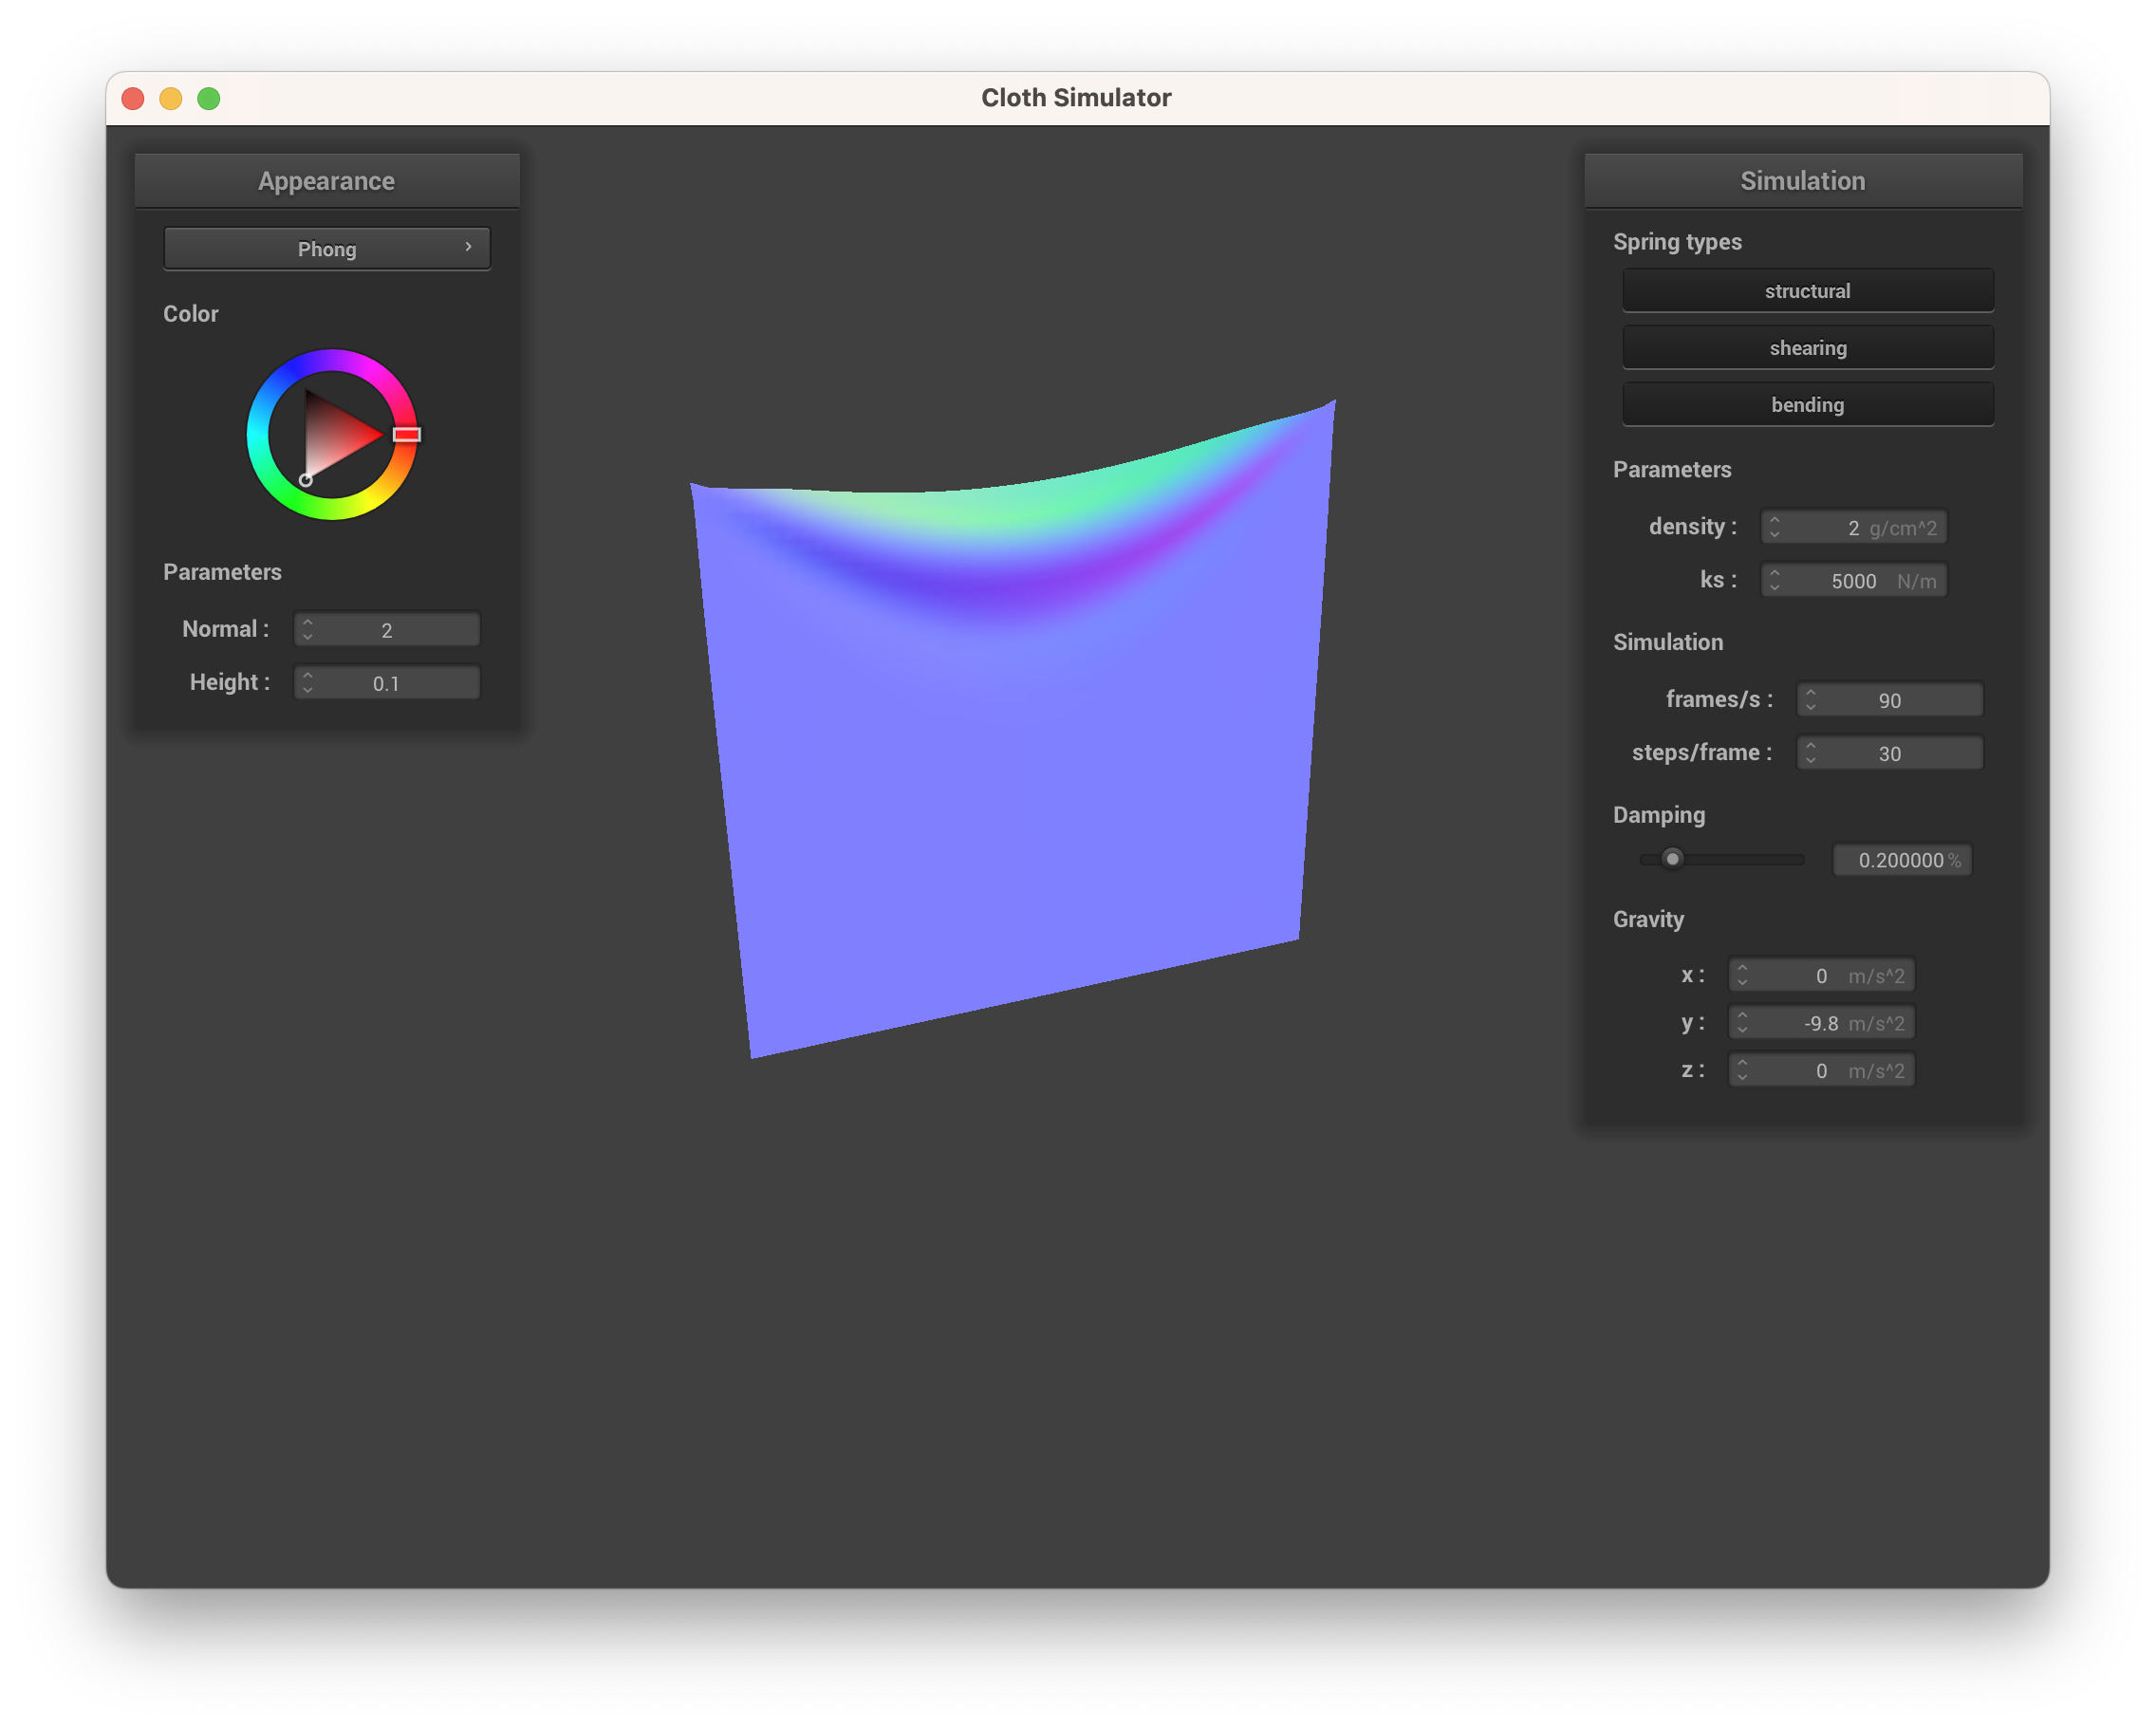 Cloth Simulator
Appearance
Phong
Color
Parameters
Normal : 2
Height : 0.1
Simulation
Spring types
structural
shearing
bending
Parameters
density : 2 g/cm^2
ks : 5000 N/m
Simulation
frames/s : 90
steps/frame : 30
Damping
0.200000 %
Gravity
x : 0 m/s^2
y : -9.8 m/s^2
z : 0 m/s^2